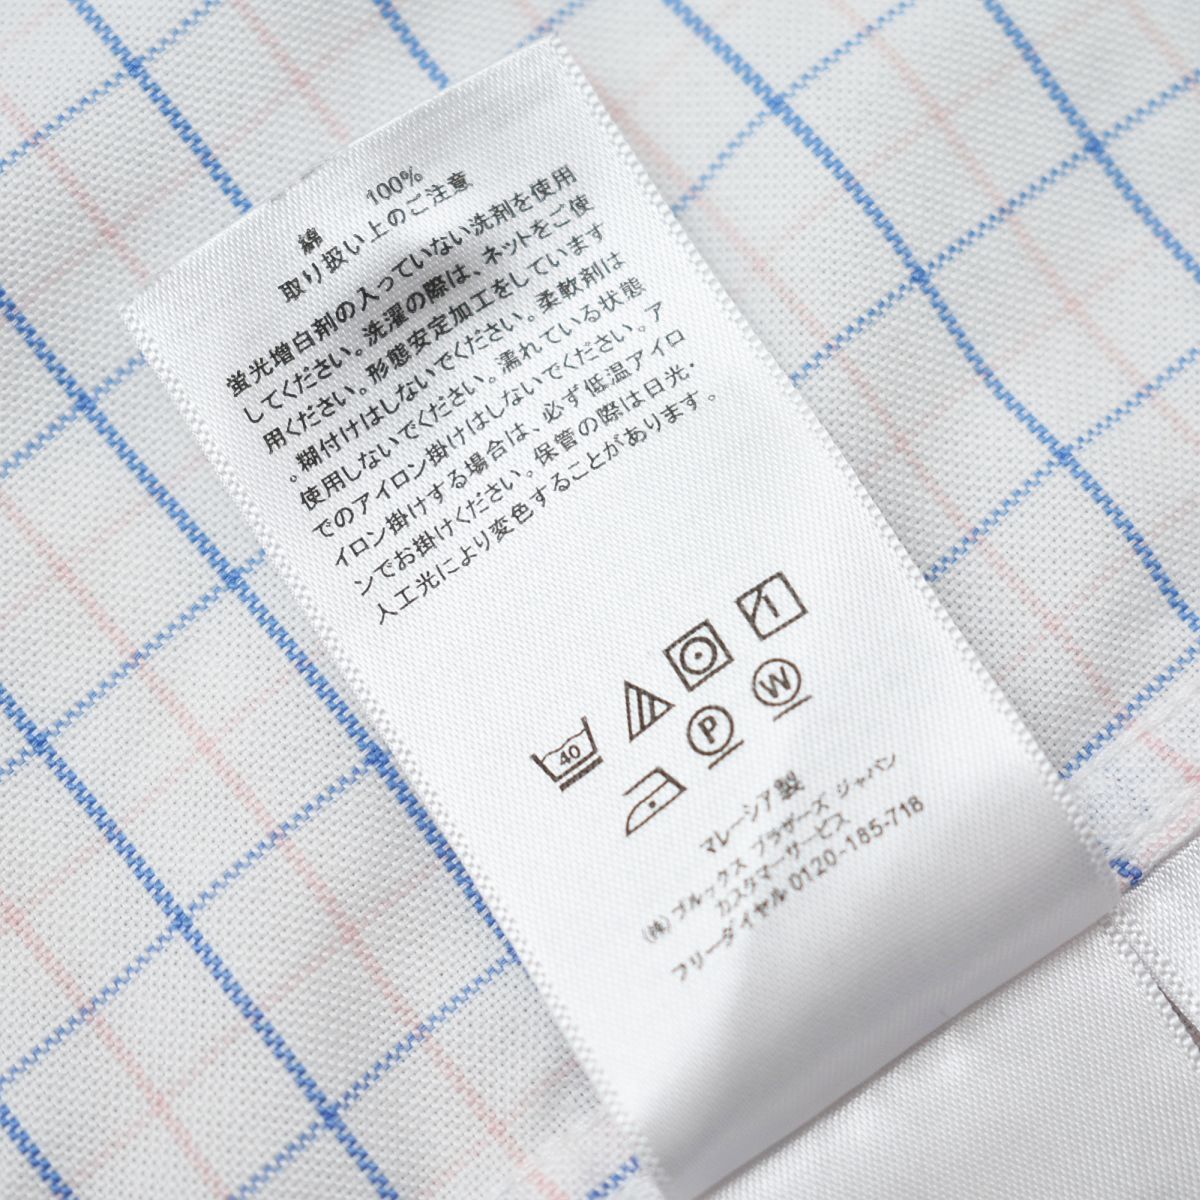 綿 100%
取り扱い上のご注意
蛍光増白剤の入っていない洗剤を使用
してください。洗濯の際は、ネットをご使
用ください。形態安定加工をしています
。糊付けはしないでください。柔軟剤は
使用しないでください。濡れている状態
でのアイロン掛けはしないでください。ア
イロン掛けする場合は、必ず低温アイロ
ンでお掛けください。保管の際は日光・
人工光により変色することがあります。
40
1
P
W
マレーシア製
(株) ブルックス ブラザーズ ジャパン
カスタマーサービス
フリーダイヤル 0120-185-718